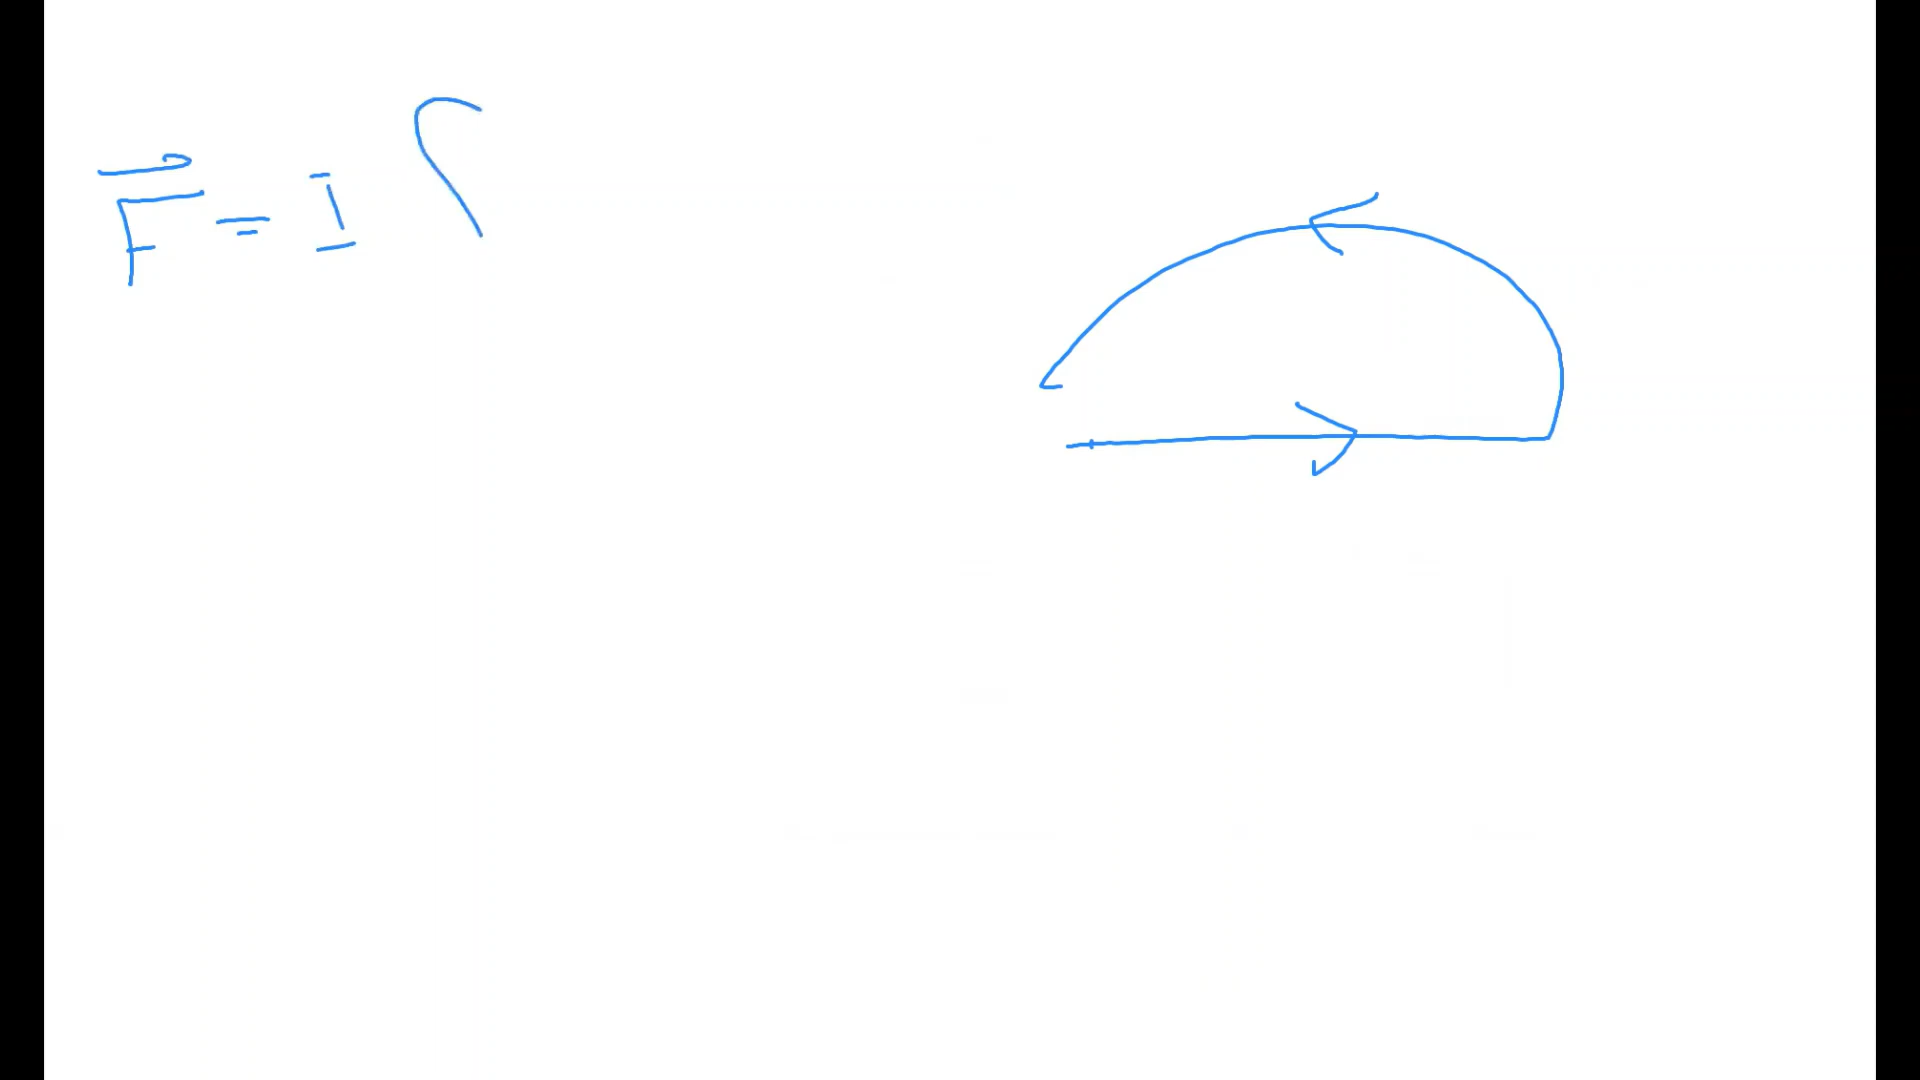 F⃗ = I ∫